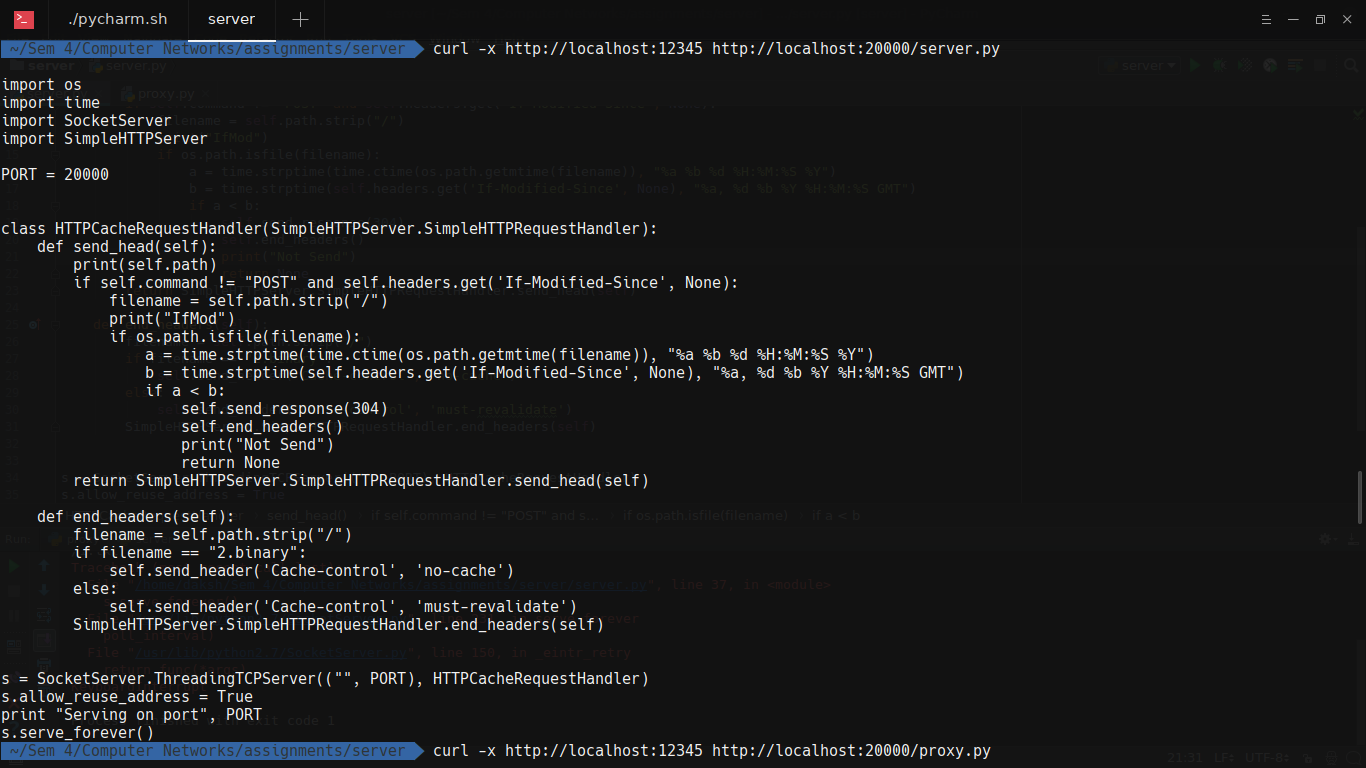 ./pycharm.sh server
~/Sem 4/Computer Networks/assignments/server curl -x http://localhost:12345 http://localhost:20000/server.py
import os
import time
import SocketServer
import SimpleHTTPServer
PORT = 20000
class HTTPCacheRequestHandler(SimpleHTTPServer.SimpleHTTPRequestHandler):
    def send_head(self):
        print(self.path)
        if self.command != "POST" and self.headers.get('If-Modified-Since', None):
            filename = self.path.strip("/")
            print("IfMod")
            if os.path.isfile(filename):
                a = time.strptime(time.ctime(os.path.getmtime(filename)), "%a %b %d %H:%M:%S %Y")
                b = time.strptime(self.headers.get('If-Modified-Since', None), "%a, %d %b %Y %H:%M:%S GMT")
                if a < b:
                    self.send_response(304)
                    self.end_headers()
                    print("Not Send")
                    return None
        return SimpleHTTPServer.SimpleHTTPRequestHandler.send_head(self)
    def end_headers(self):
        filename = self.path.strip("/")
        if filename == "2.binary":
            self.send_header('Cache-control', 'no-cache')
        else:
            self.send_header('Cache-control', 'must-revalidate')
        SimpleHTTPServer.SimpleHTTPRequestHandler.end_headers(self)
s = SocketServer.ThreadingTCPServer(("", PORT), HTTPCacheRequestHandler)
s.allow_reuse_address = True
print "Serving on port", PORT
s.serve_forever()
~/Sem 4/Computer Networks/assignments/server curl -x http://localhost:12345 http://localhost:20000/proxy.py